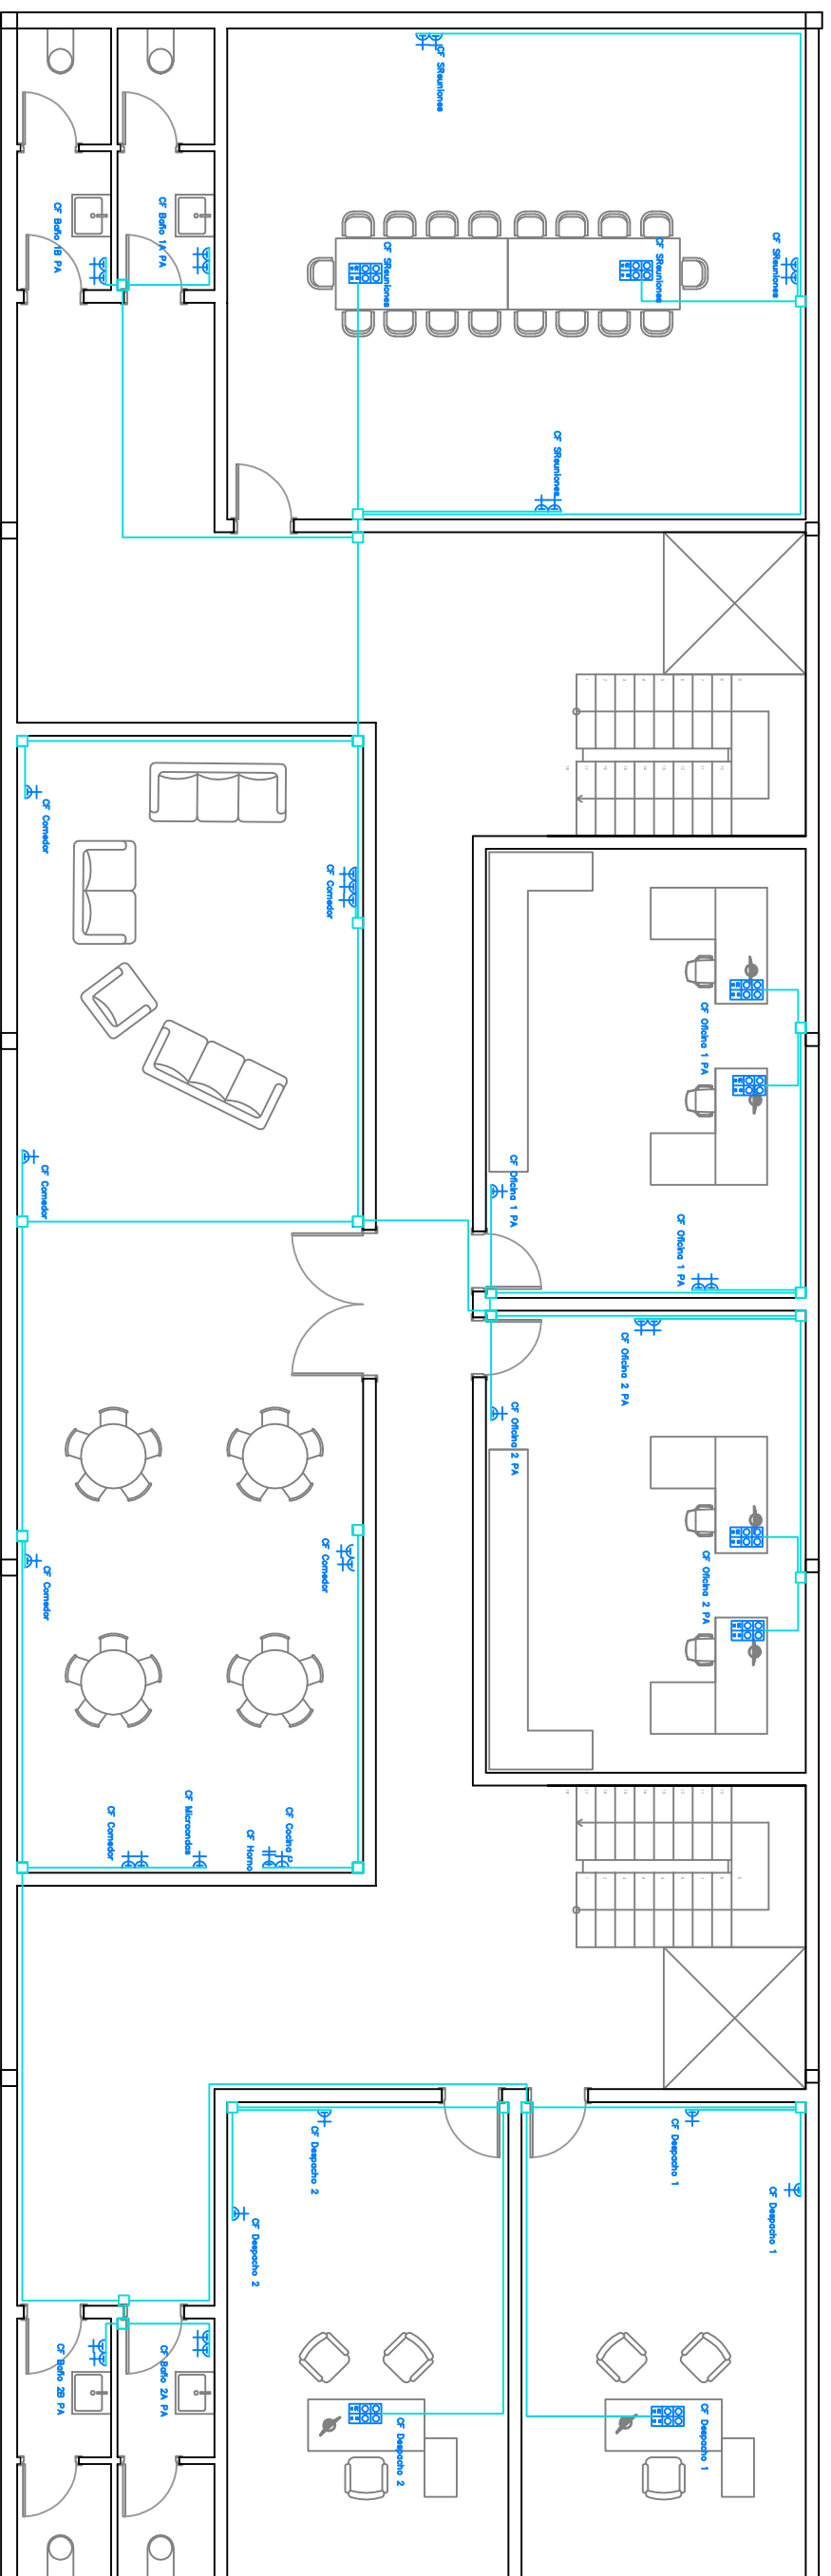 CF SReuniones
CF Baño 1B PA
CF Baño 1A PA
CF SReuniones
CF SReuniones
CF SReuniones
CF SReuniones
CF Comedor
CF Comedor
CF Oficina 1 PA
CF Comedor
CF Oficina 1 PA
CF Oficina 1 PA
CF Oficina 2 PA
CF Oficina 2 PA
CF Comedor
CF Comedor
CF Oficina 2 PA
CF Comedor
CF Microondas
CF Horno
CF Cocina P
CF Despacho 2
CF Despacho 1
CF Despacho 1
CF Despacho 2
CF Baño 2B PA
CF Baño 2A PA
CF Despacho 2
CF Despacho 1